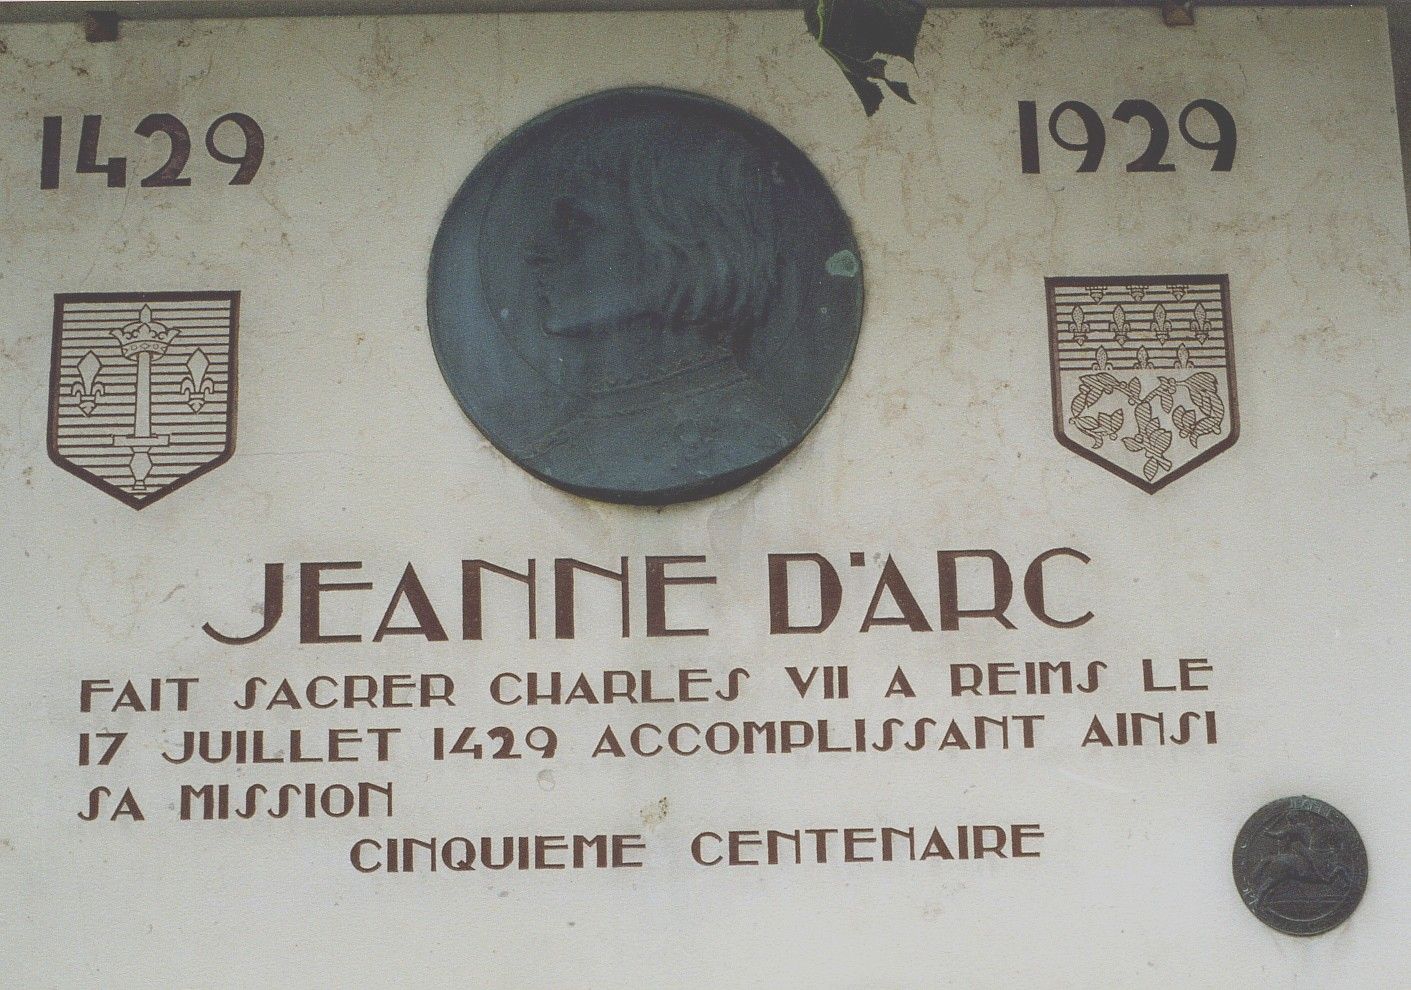 1429 1929
JEANNE D'ARC
FAIT SACRER CHARLES VII A REIMS LE
17 JUILLET 1429 ACCOMPLISSANT AINSI
SA MISSION
CINQUIEME CENTENAIRE